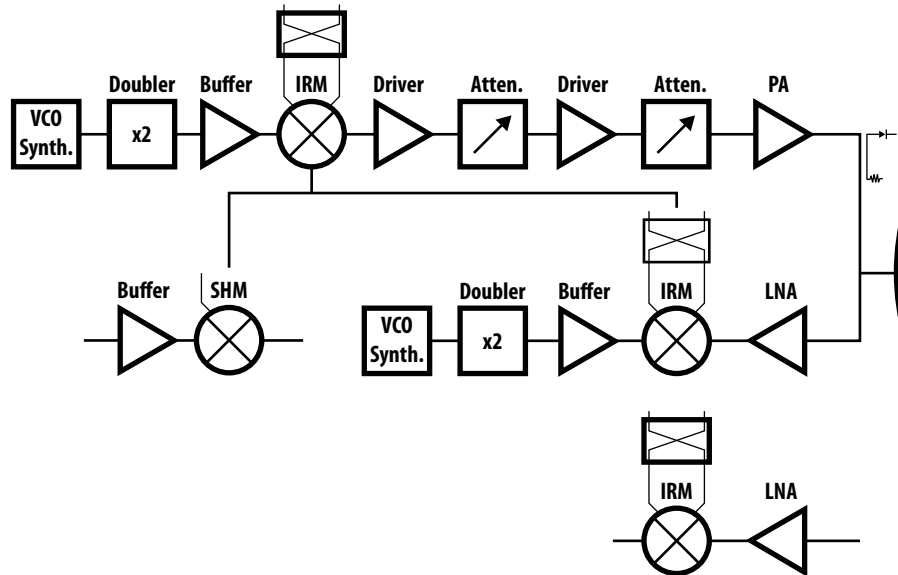 IRM
Doubler
Buffer
Driver
Atten.
Driver
Atten.
PA
VCO
Synth.
x2
Buffer
SHM
Doubler
Buffer
IRM
LNA
VCO
Synth.
x2
IRM
LNA